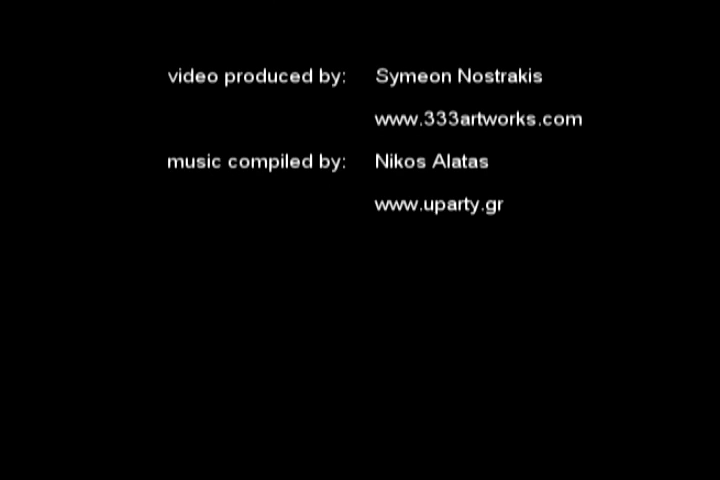 video produced by: Symeon Nostrakis
www.333artworks.com
music compiled by: Nikos Alatas
www.uparty.gr